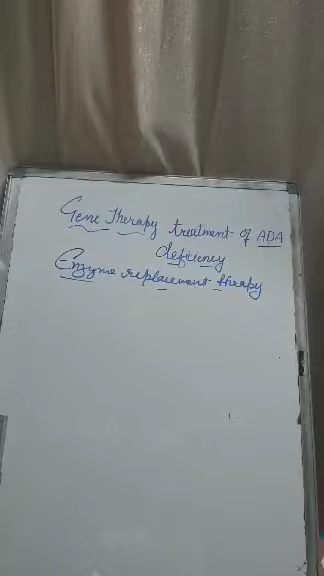 Gene Therapy treatment of ADA
deficiency
Enzyme replacement therapy